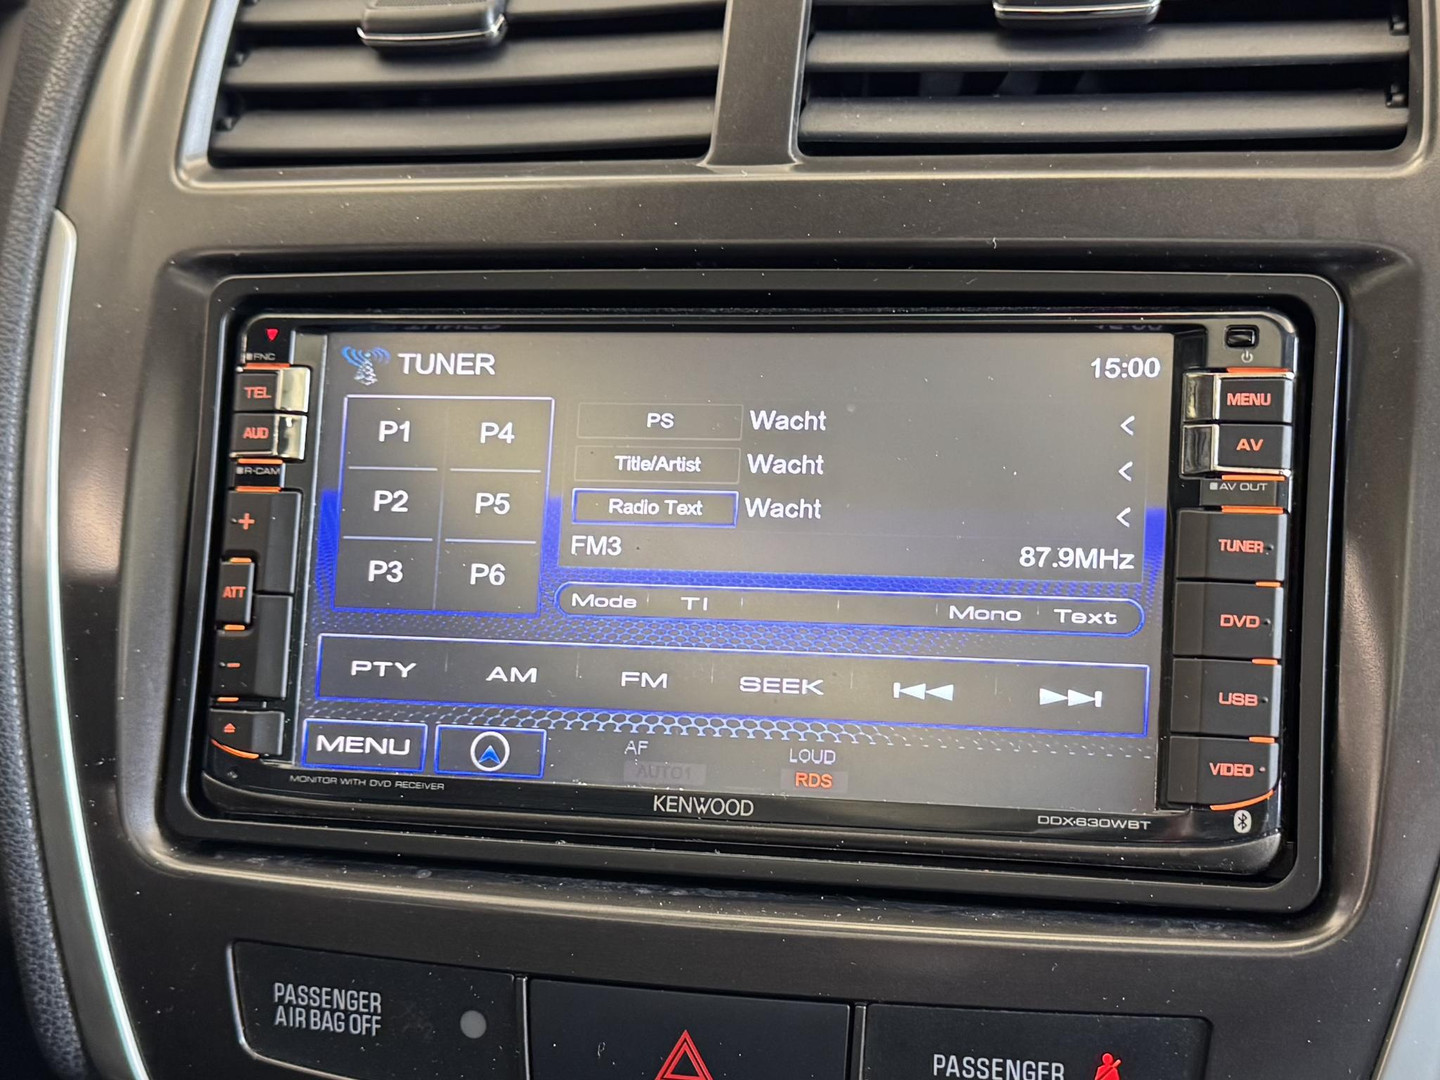 FNC
TEL
AUD
R-CAM
+
ATT
-
TUNER
15:00
P1
P4
P2
P5
P3
P6
PS
Wacht
<
Title/Artist
Wacht
<
Radio Text
Wacht
<
FM3
87.9MHz
Mode TI Mono Text
PTY AM FM SEEK
MENU
AF
AUTO1
LOUD
RDS
MONITOR WITH DVD RECEIVER
KENWOOD
DDX630WBT
MENU
AV
AV OUT
TUNER
DVD
USB
VIDEO
PASSENGER
AIR BAG OFF
PASSENGER